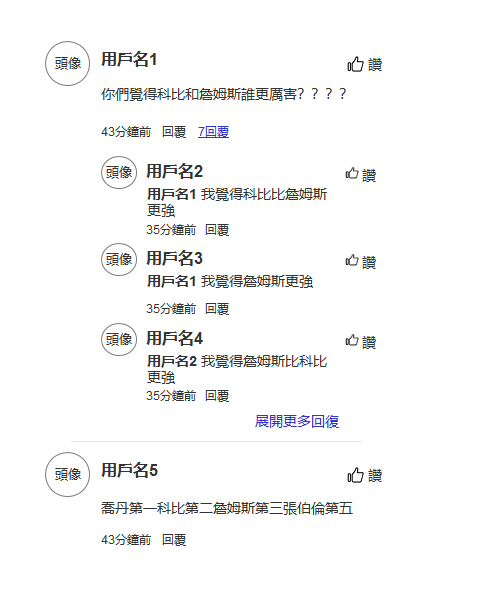 頭像 用戶名1 讚
你們覺得科比和詹姆斯誰更厲害？？？？
43分鐘前 回覆 7回覆
頭像 用戶名2 讚
用戶名1 我覺得科比比詹姆斯
更強
35分鐘前 回覆
頭像 用戶名3 讚
用戶名1 我覺得詹姆斯更強
35分鐘前 回覆
頭像 用戶名4 讚
用戶名2 我覺得詹姆斯比科比
更強
35分鐘前 回覆
展開更多回復
頭像 用戶名5 讚
喬丹第一科比第二詹姆斯第三張伯倫第五
43分鐘前 回覆